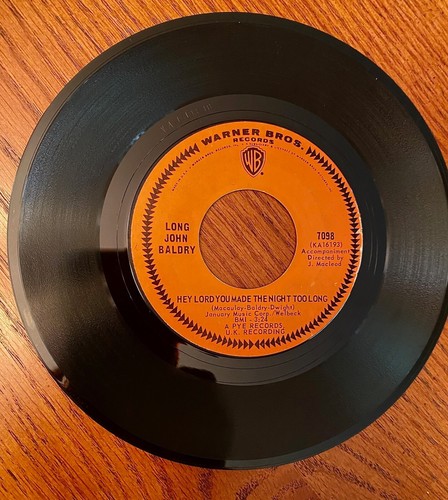 WARNER BROS.
RECORDS
WB
LONG
JOHN
BALDRY
7098
(KA16193)
Accompaniment
Directed by
J. Macleod
HEY LORD YOU MADE THE NIGHT TOO LONG
(Macaulay-Baldry-Dwight)
January Music Corp./Welbeck
BMI - 3:24
A PYE RECORDS,
U.K. RECORDING